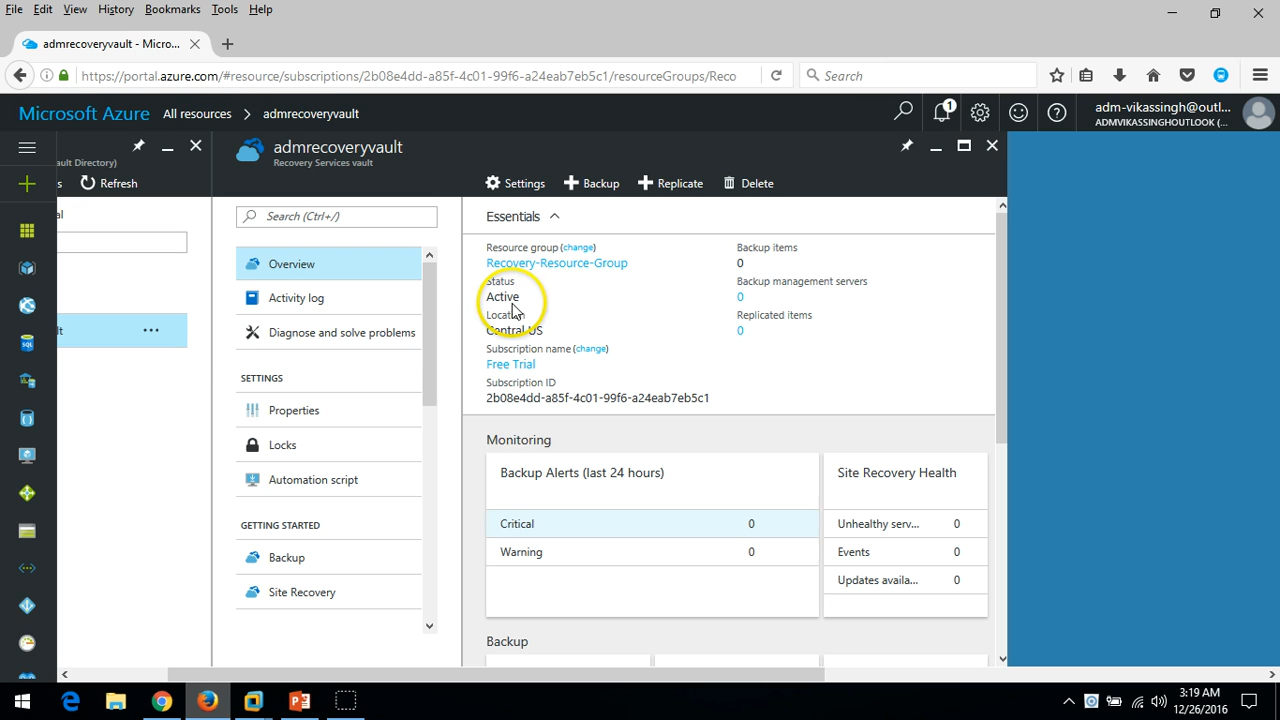 File Edit View History Bookmarks Tools Help
admrecoveryvault - Micro...
https://portal.azure.com/#resource/subscriptions/2b08e4dd-a85f-4c01-99f6-a24eab7eb5c1/resourceGroups/Reco
Search
Microsoft Azure All resources > admrecoveryvault
1
adm-vikassingh@outl...
ADMVIKASSINGHOUTLOOK (...
ault Directory)
s Refresh
al
lt ...
admrecoveryvault
Recovery Services vault
Settings Backup Replicate Delete
Search (Ctrl+/)
Overview
Activity log
Diagnose and solve problems
SETTINGS
Properties
Locks
Automation script
GETTING STARTED
Backup
Site Recovery
Essentials
Resource group (change)
Recovery-Resource-Group
Status
Active
Location
Central US
Subscription name (change)
Free Trial
Subscription ID
2b08e4dd-a85f-4c01-99f6-a24eab7eb5c1
Backup items
0
Backup management servers
0
Replicated items
0
Monitoring
Backup Alerts (last 24 hours)
Critical 0
Warning 0
Site Recovery Health
Unhealthy serv... 0
Events 0
Updates availa... 0
Backup
SQL
3:19 AM
12/26/2016